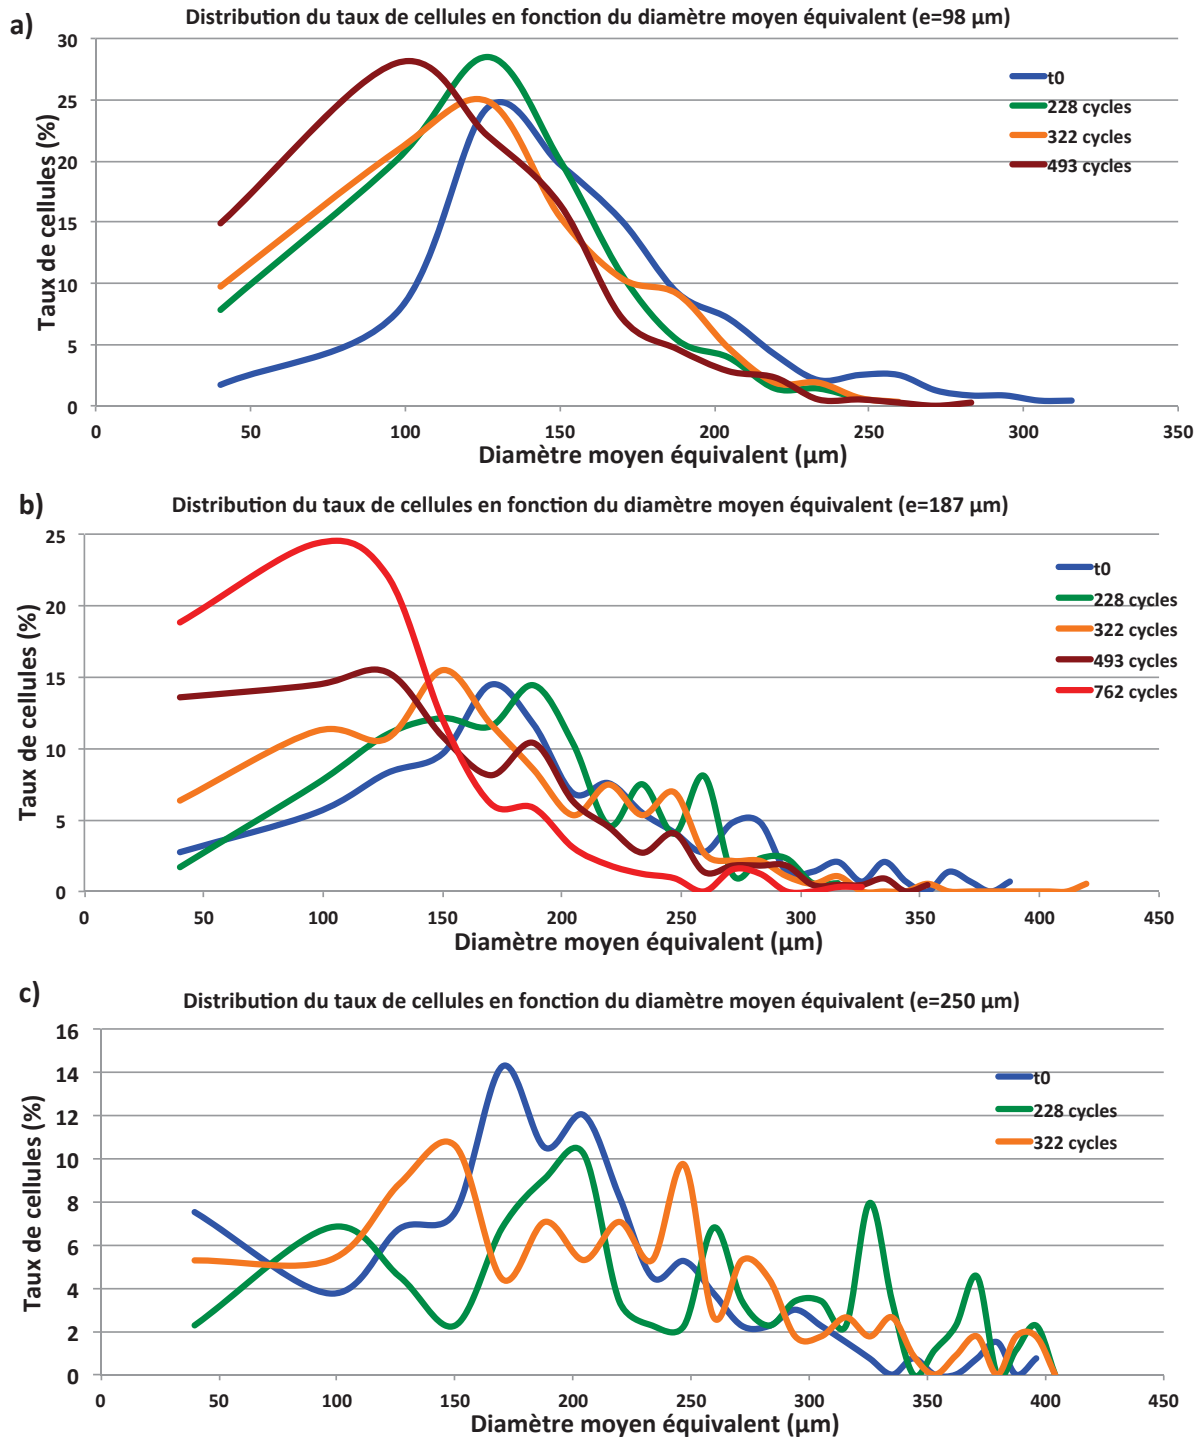 a)
Distribution du taux de cellules en fonction du diamètre moyen équivalent (e=98 µm)
30
25
20
15
10
5
0
Taux de cellules (%)
t0
228 cycles
322 cycles
493 cycles
0 50 100 150 200 250 300 350
Diamètre moyen équivalent (µm)
b)
Distribution du taux de cellules en fonction du diamètre moyen équivalent (e=187 µm)
25
20
15
10
5
0
Taux de cellules (%)
t0
228 cycles
322 cycles
493 cycles
762 cycles
0 50 100 150 200 250 300 350 400 450
Diamètre moyen équivalent (µm)
c)
Distribution du taux de cellules en fonction du diamètre moyen équivalent (e=250 µm)
16
14
12
10
8
6
4
2
0
Taux de cellules (%)
t0
228 cycles
322 cycles
0 50 100 150 200 250 300 350 400 450
Diamètre moyen équivalent (µm)